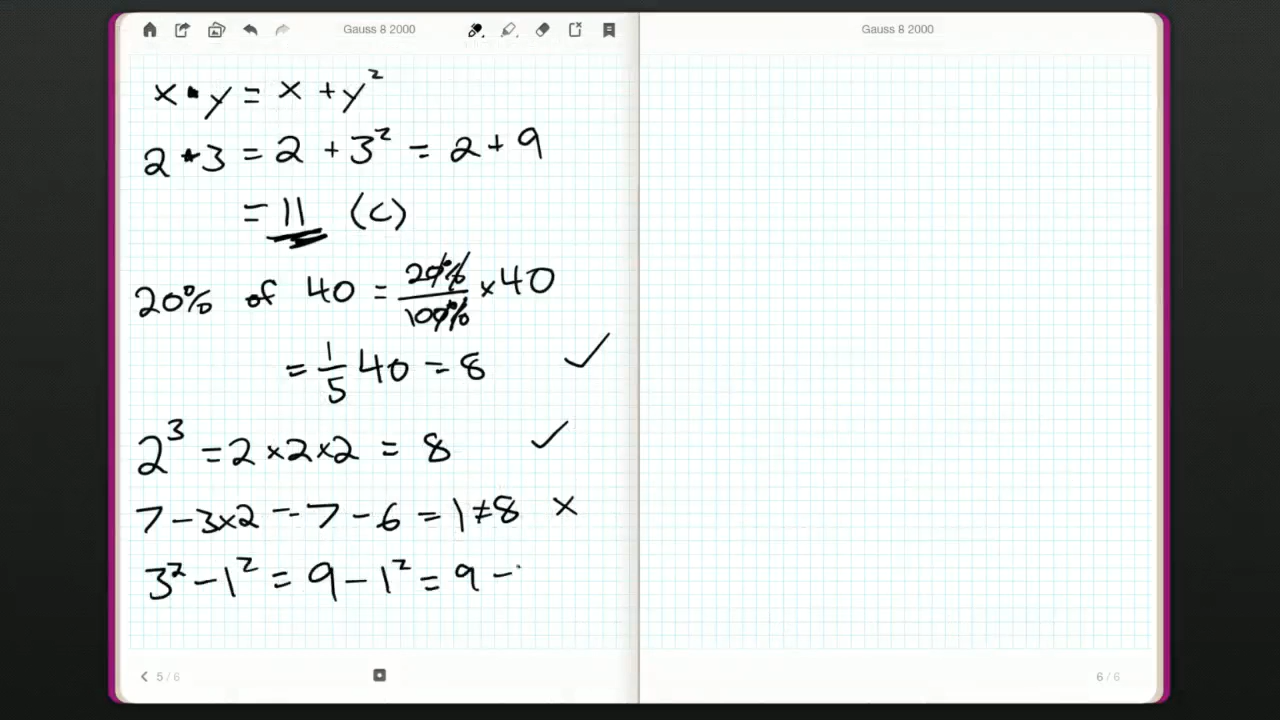 Gauss 8 2000
x * y = x + y²
2 * 3 = 2 + 3² = 2 + 9
= 11 (C)
20% of 40 = 20%/100% × 40
= 1/5 40 = 8 ✓
2³ = 2 × 2 × 2 = 8 ✓
7 - 3×2 = 7 - 6 = 1 ≠ 8 ×
3² - 1² = 9 - 1² = 9 -
5 / 6
Gauss 8 2000
6 / 6